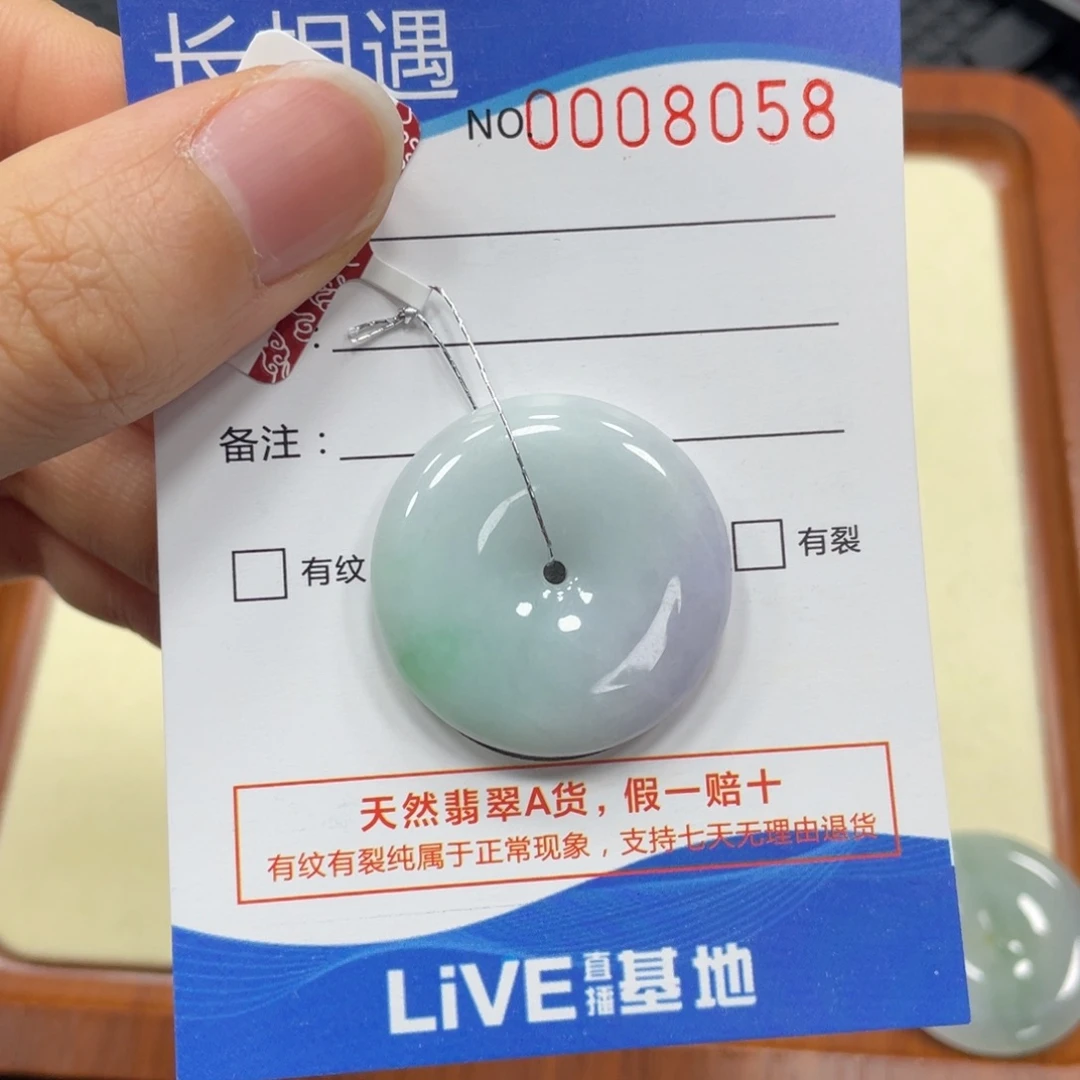 长相遇
NO.0008058
:
备注：
有纹
有裂
天然翡翠A货，假一赔十
有纹有裂纯属于正常现象，支持七天无理由退货
LiVE直播基地